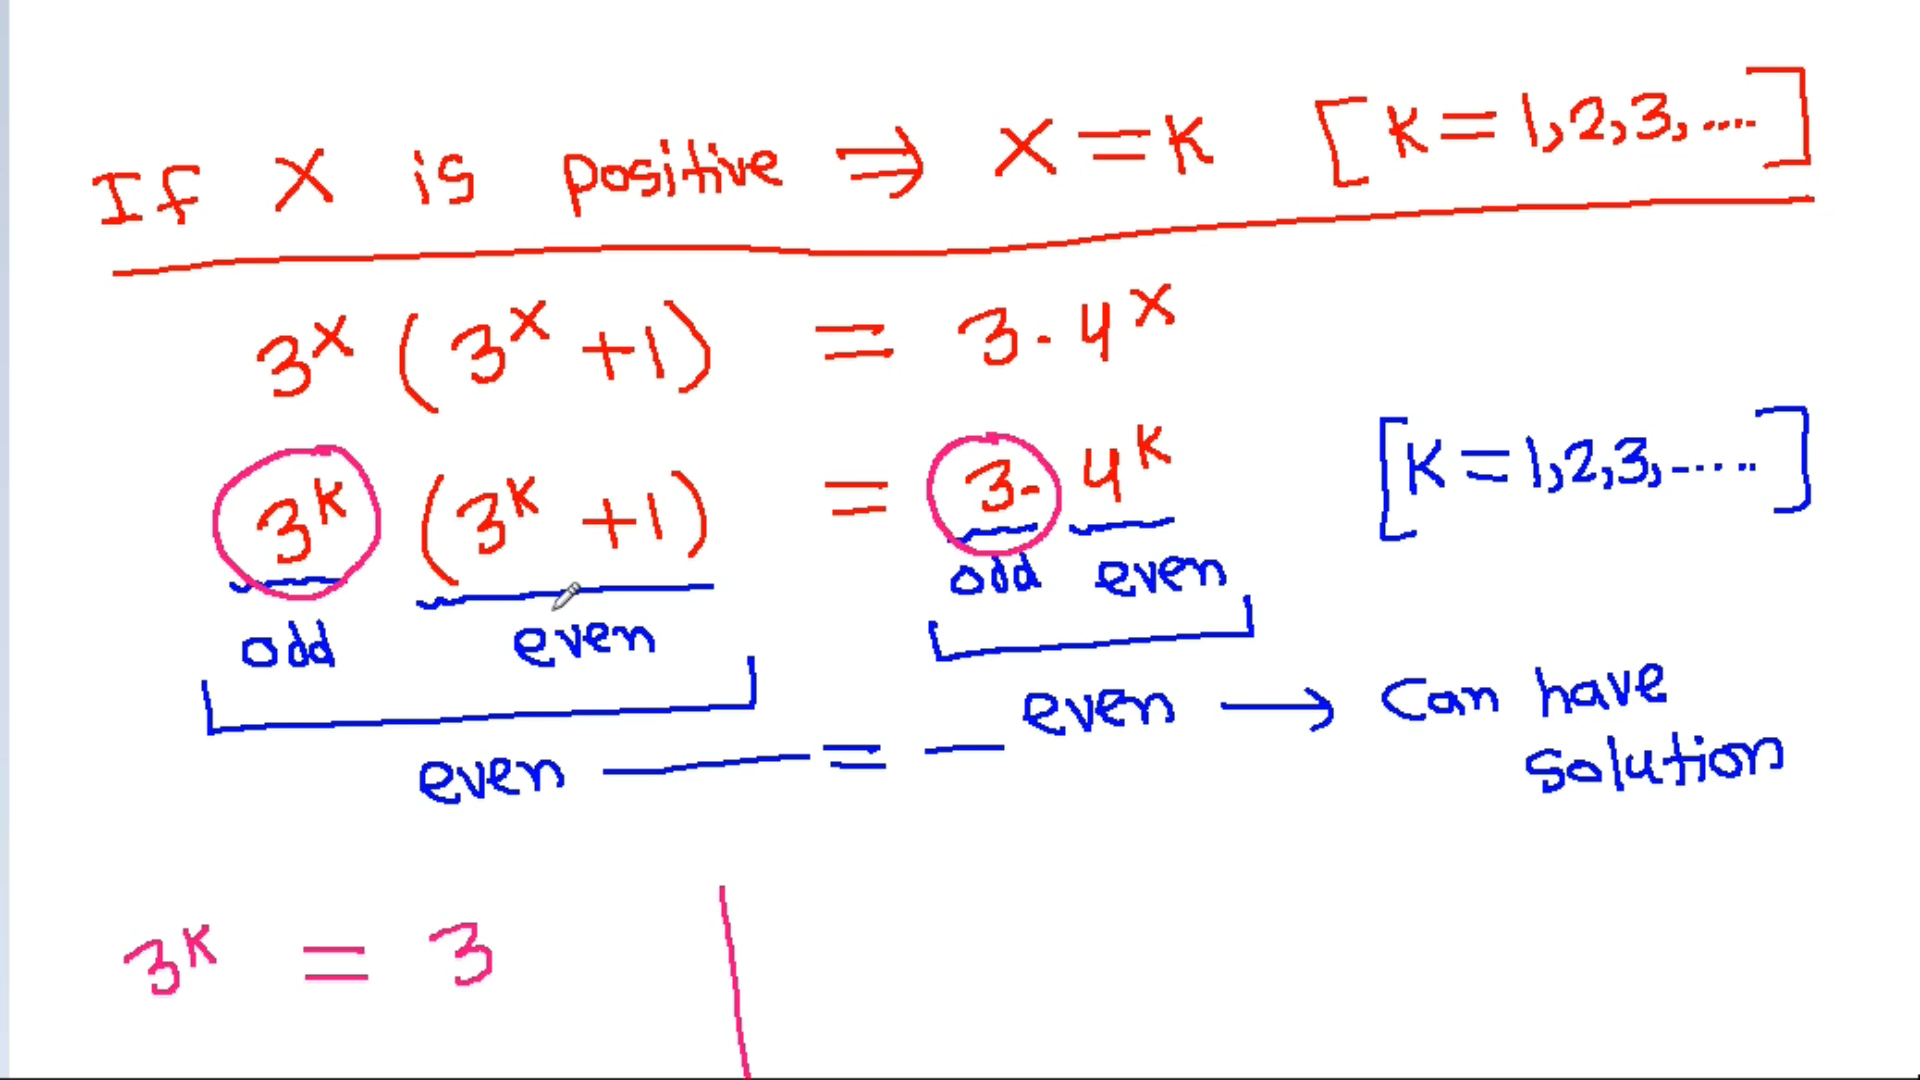 If X is positive ⇒ X = K [K = 1,2,3,....]
3^x (3^x + 1) = 3. 4^x
3^K (3^K + 1) = 3. 4^K [K = 1,2,3,.....]
odd even odd even
even = even → Can have solution
3^K = 3